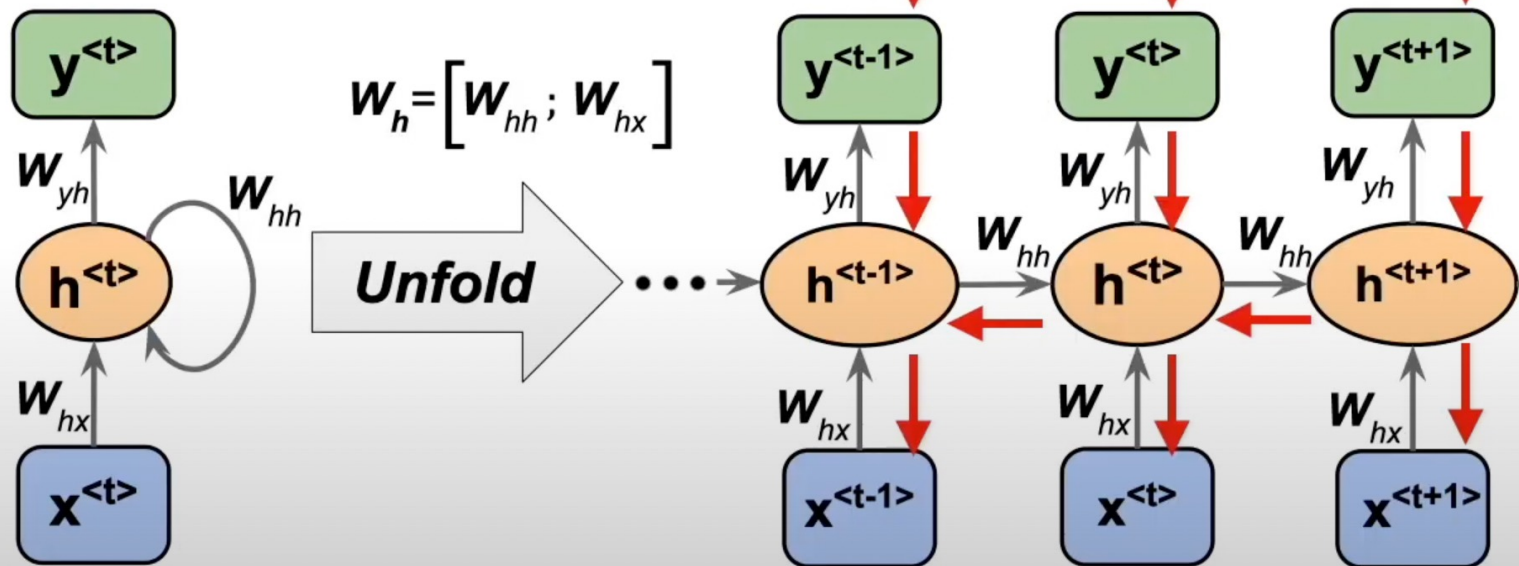 y<t>
W_yh
W_hh
h<t>
W_hx
x<t>
W_h=[W_hh ; W_hx]
Unfold
y<t-1>
y<t>
y<t+1>
W_yh
W_yh
W_yh
W_hh
W_hh
h<t-1>
h<t>
h<t+1>
W_hx
W_hx
W_hx
x<t-1>
x<t>
x<t+1>